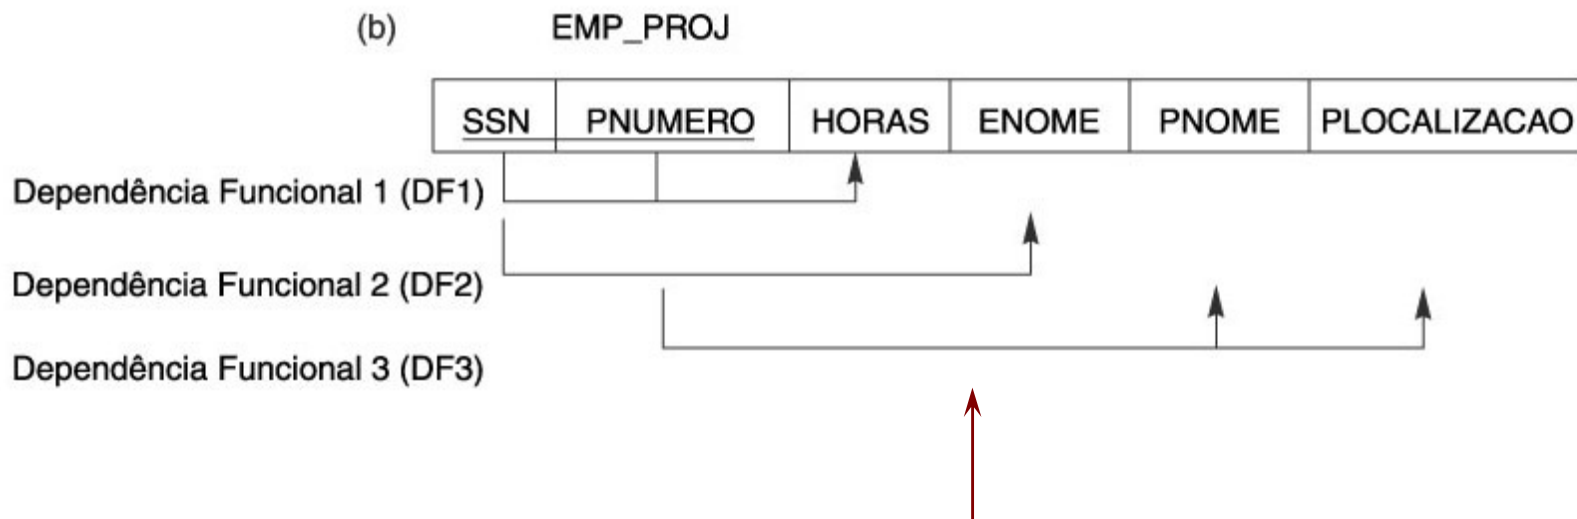 (b) EMP_PROJ
SSN PNUMERO HORAS ENOME PNOME PLOCALIZACAO
Dependência Funcional 1 (DF1)
Dependência Funcional 2 (DF2)
Dependência Funcional 3 (DF3)